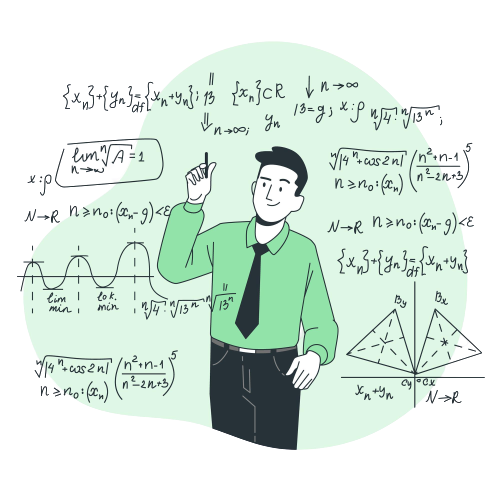 {xₙ}+{yₙ}={xₙ+yₙ}; 13 {xₙ}⊂R ↓ n→∞
df
⇓ n→∞; yₙ 13=g; x:ρ ⁿ√4 : ⁿ√13ⁿ;
lim ⁿ√A = 1
n→∞
x:ρ
ⁿ√|4ⁿ+cos2n| (n²+n-1 / n²-2n+3)⁵
n≥n₀:(xₙ)
N→R n≥n₀:(xₙ-g)<ε
N→R n≥n₀:(xₙ-g)<ε
{xₙ}+{yₙ}={xₙ+yₙ}
df
lim min
lok. min
ⁿ√4 : ⁿ√13ⁿ ⁿ√13ⁿ
By Bx
ⁿ√|4ⁿ+cos2n| (n²+n-1 / n²-2n+3)⁵
n≥n₀:(xₙ)
Cy Cx
xₙ+yₙ N→R